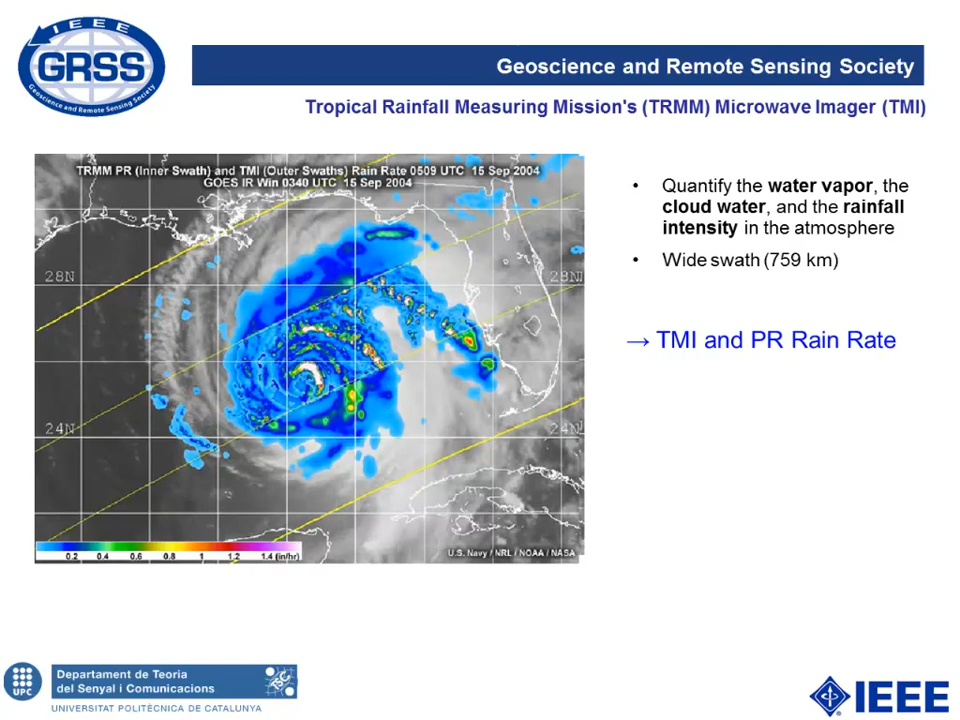 IEEE
GRSS
Geoscience and Remote Sensing Society
Geoscience and Remote Sensing Society
Tropical Rainfall Measuring Mission's (TRMM) Microwave Imager (TMI)
TRMM PR (Inner Swath) and TMI (Outer Swaths) Rain Rate 0509 UTC 15 Sep 2004
GOES IR Win 0340 UTC 15 Sep 2004
28N
28N
24N
24N
0.2 0.4 0.6 0.8 1 1.2 1.4 (in/hr)
U.S. Navy / NRL / NOAA / NASA
• Quantify the water vapor, the
cloud water, and the rainfall
intensity in the atmosphere
• Wide swath (759 km)
→ TMI and PR Rain Rate
UPC
Departament de Teoria
del Senyal i Comunicacions
TSC
UNIVERSITAT POLITÈCNICA DE CATALUNYA
IEEE